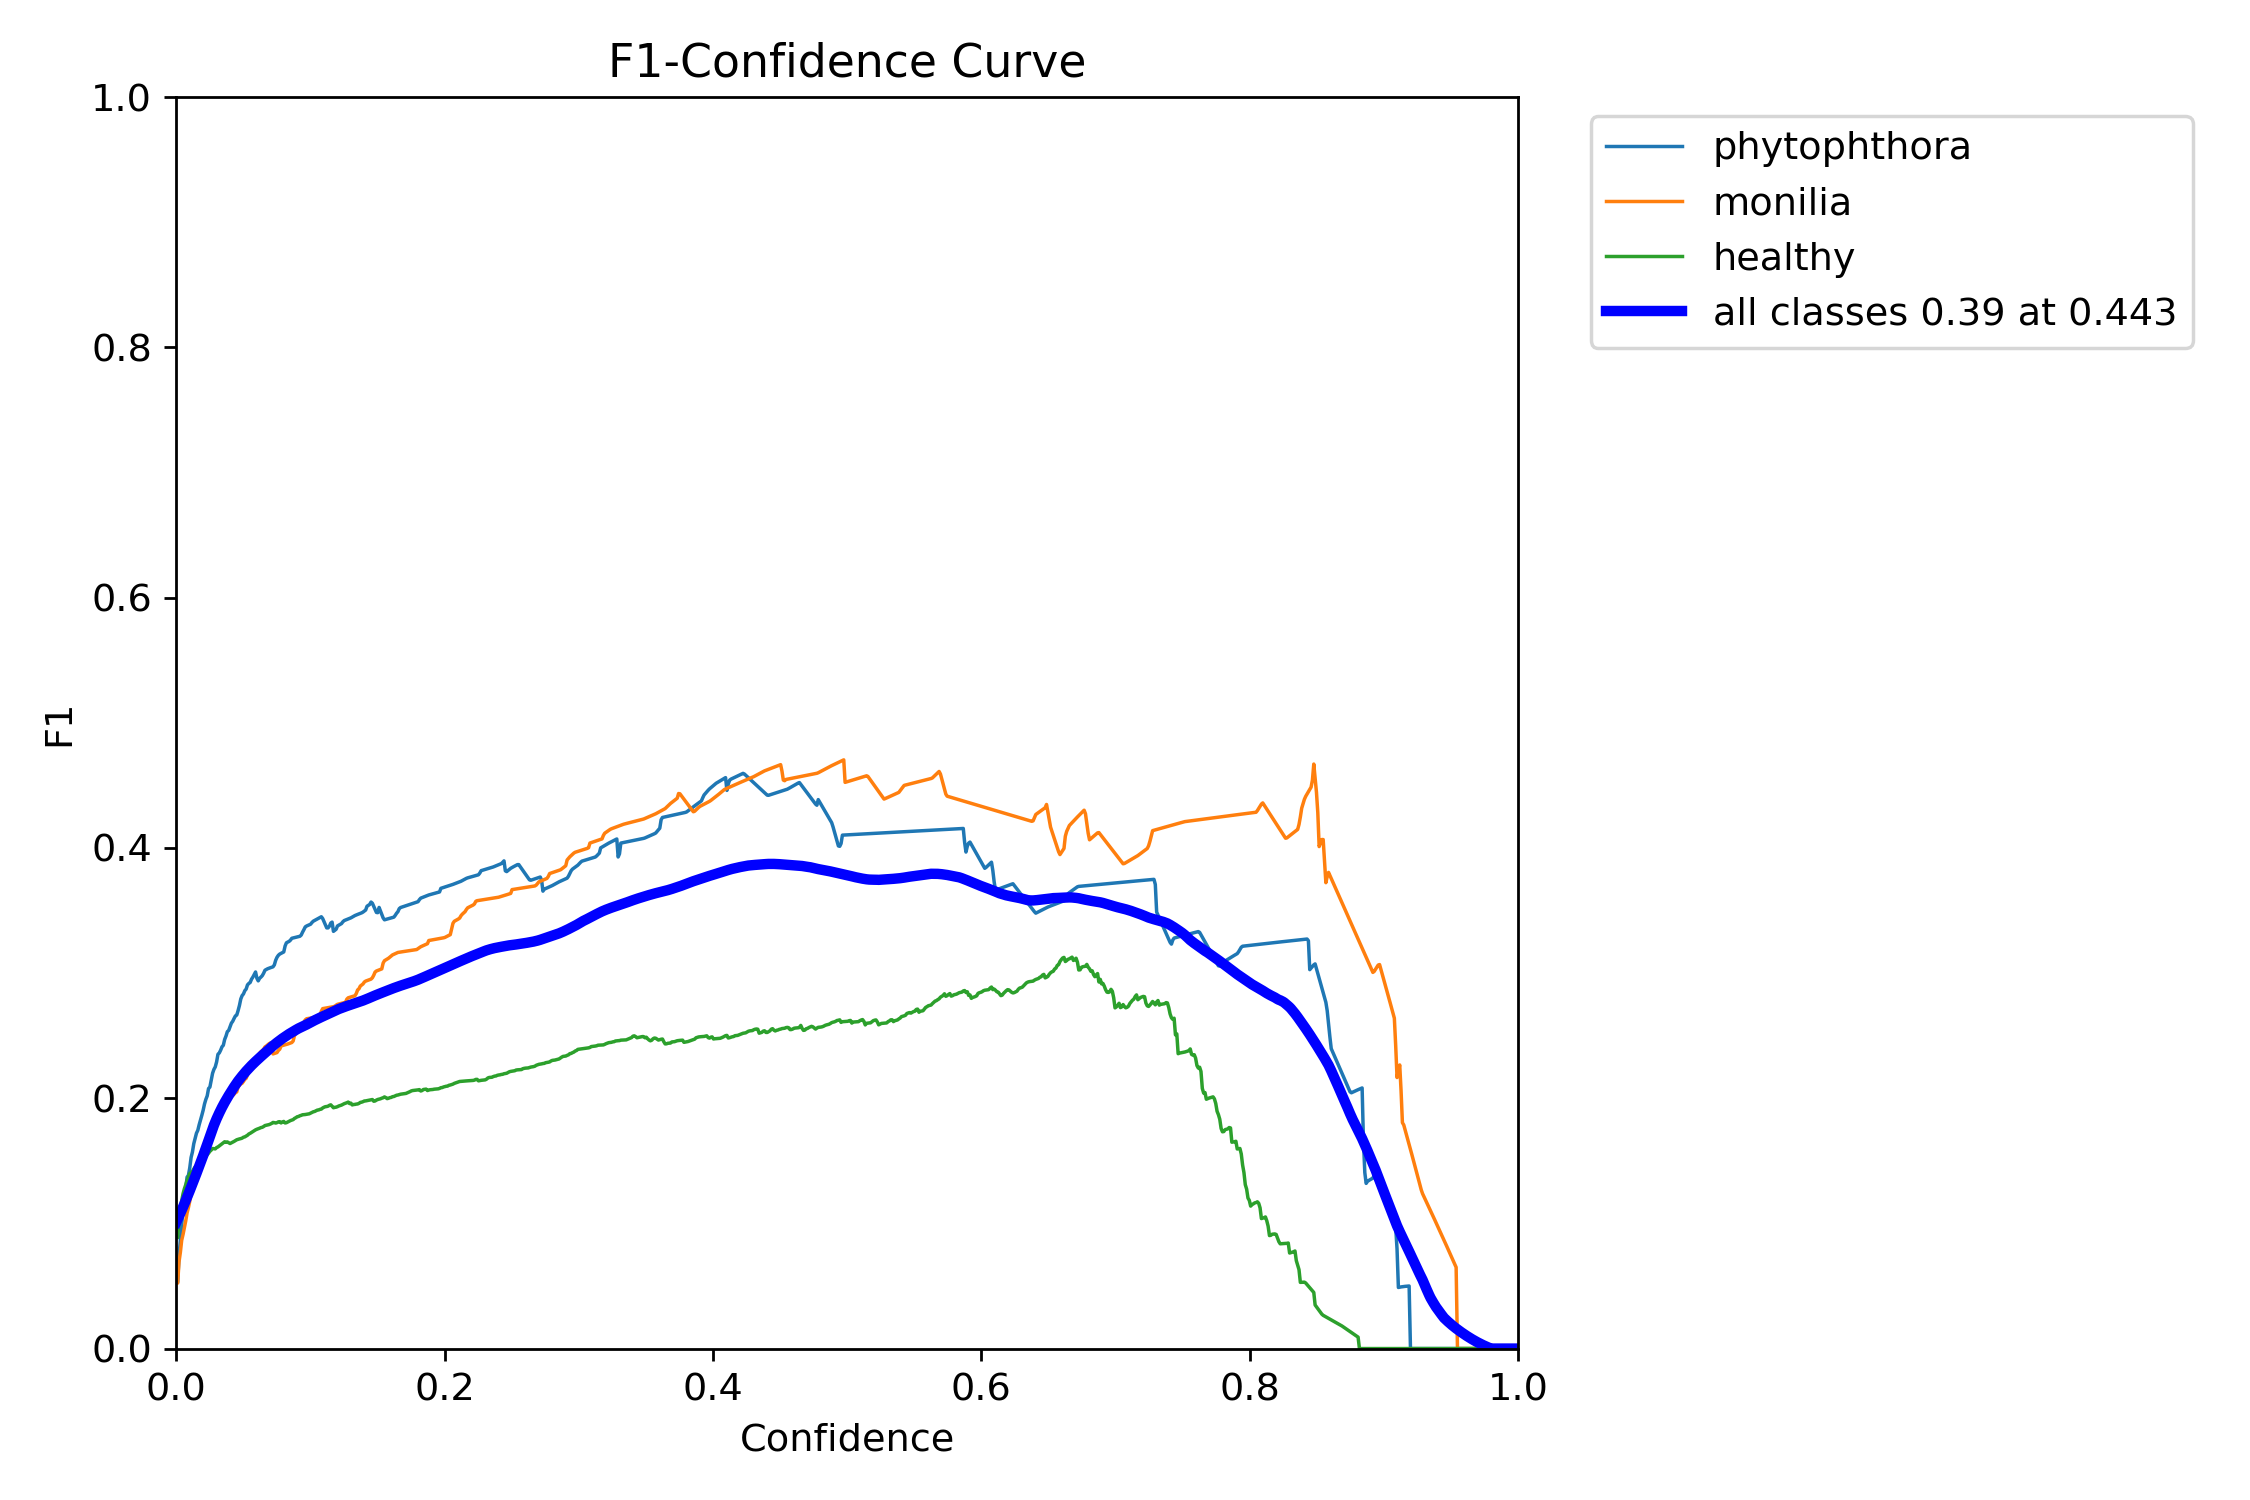 F1-Confidence Curve
1.0
0.8
0.6
0.4
0.2
0.0
F1
0.0 0.2 0.4 0.6 0.8 1.0
Confidence
phytophthora
monilia
healthy
all classes 0.39 at 0.443